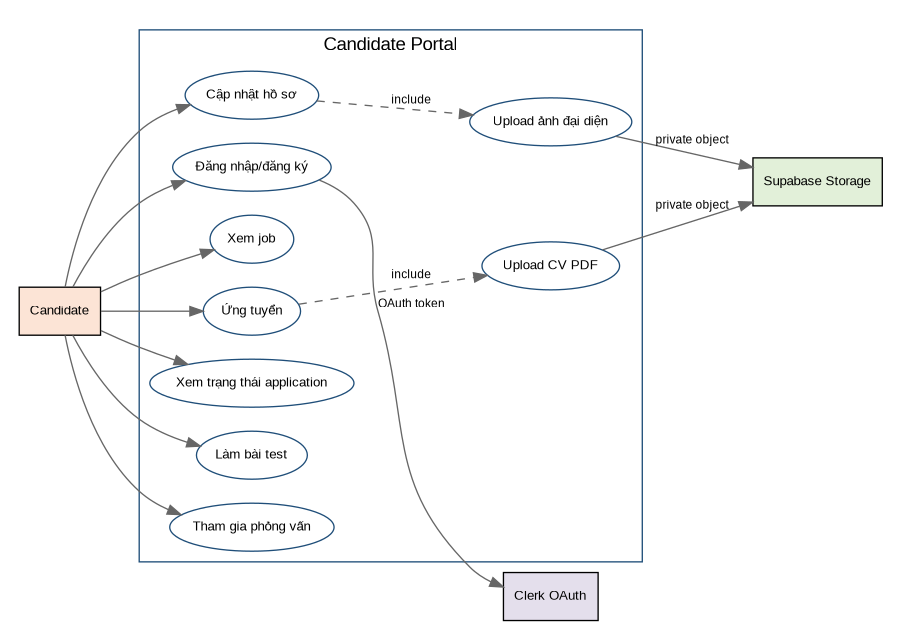 Candidate Portal
Cập nhật hồ sơ
include
Upload ảnh đại diện
private object
Supabase Storage
Đăng nhập/đăng ký
Xem job
private object
include
Upload CV PDF
OAuth token
Candidate
Ứng tuyển
Xem trạng thái application
Làm bài test
Tham gia phỏng vấn
Clerk OAuth